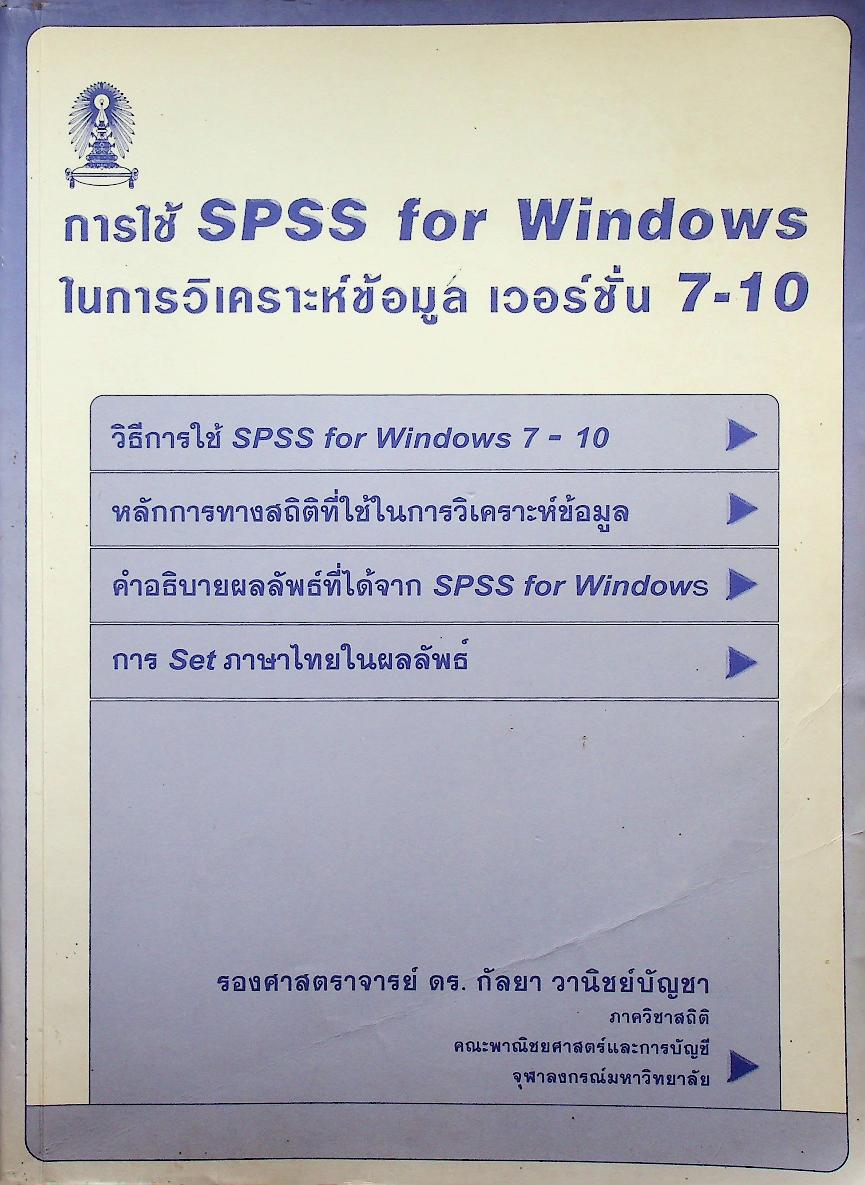 การใช้ SPSS for Windows
ในการวิเคราะห์ข้อมูล เวอร์ชั่น 7-10
วิธีการใช้ SPSS for Windows 7 - 10
หลักการทางสถิติที่ใช้ในการวิเคราะห์ข้อมูล
คำอธิบายผลลัพธ์ที่ได้จาก SPSS for Windows
การ Set ภาษาไทยในผลลัพธ์
รองศาสตราจารย์ ดร. กัลยา วานิชย์บัญชา
ภาควิชาสถิติ
คณะพาณิชยศาสตร์และการบัญชี
จุฬาลงกรณ์มหาวิทยาลัย